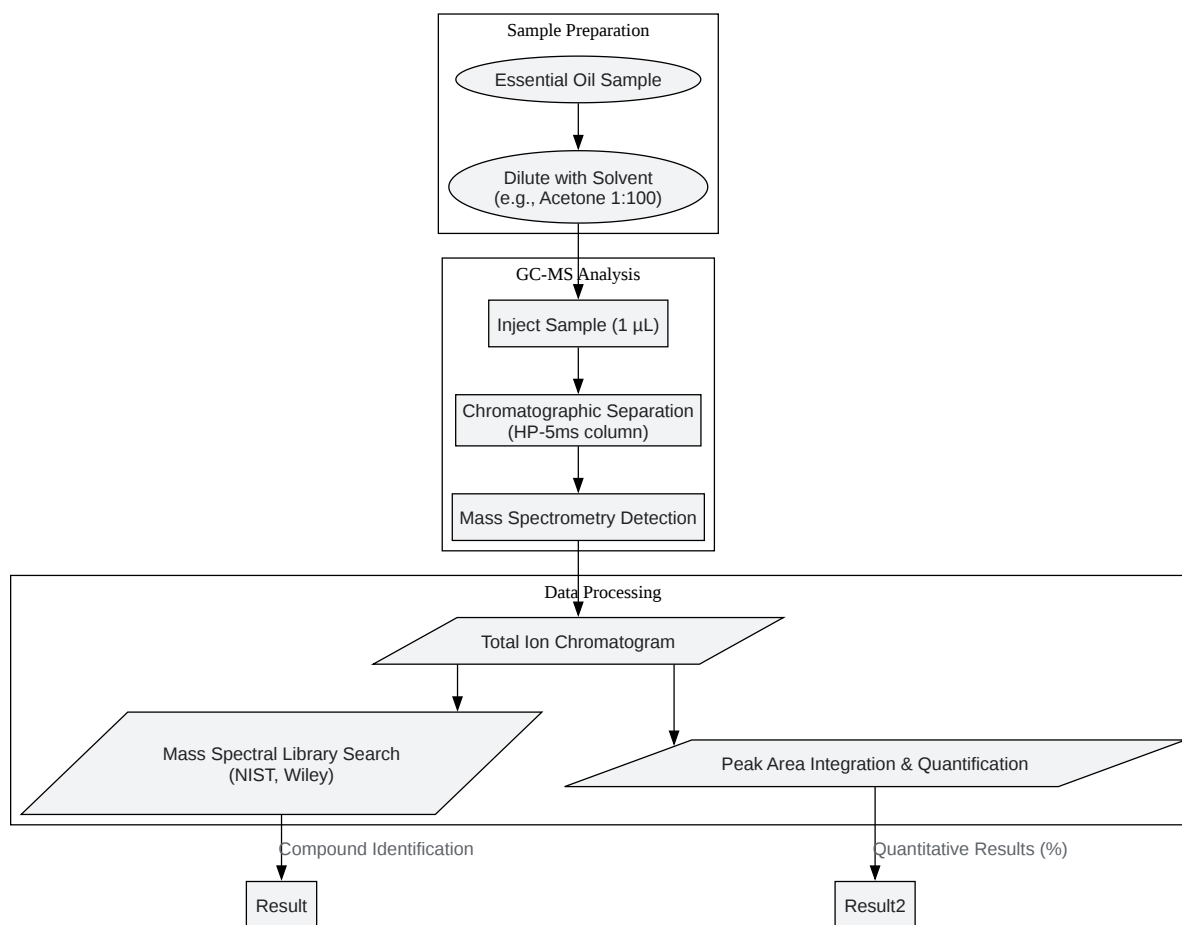 Sample Preparation
Essential Oil Sample
Dilute with Solvent
(e.g., Acetone 1:100)
GC-MS Analysis
Inject Sample (1 µL)
Chromatographic Separation
(HP-5ms column)
Mass Spectrometry Detection
Data Processing
Total Ion Chromatogram
Mass Spectral Library Search
(NIST, Wiley)
Peak Area Integration & Quantification
Compound Identification
Quantitative Results (%)
Result
Result2